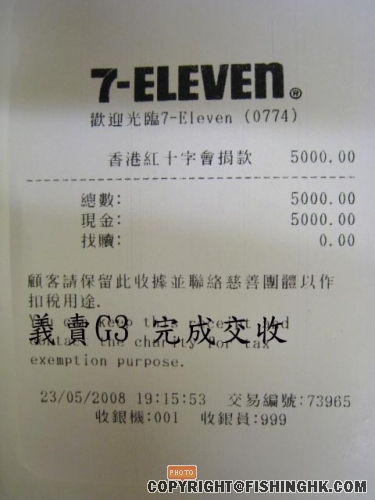 7-ELEVEn®
歡迎光臨7-Eleven (0774)
香港紅十字會捐款 5000.00
總數: 5000.00
現金: 5000.00
找贖: 0.00
顧客請保留此收據並聯絡慈善團體以作
扣稅用途.
義賣G3 完成交收
the charity for tax
exemption purpose.
23/05/2008 19:15:53 交易編號:73965
收銀機:001 收銀員:999
PHOTO
COPYRIGHT@FISHINGHK.COM